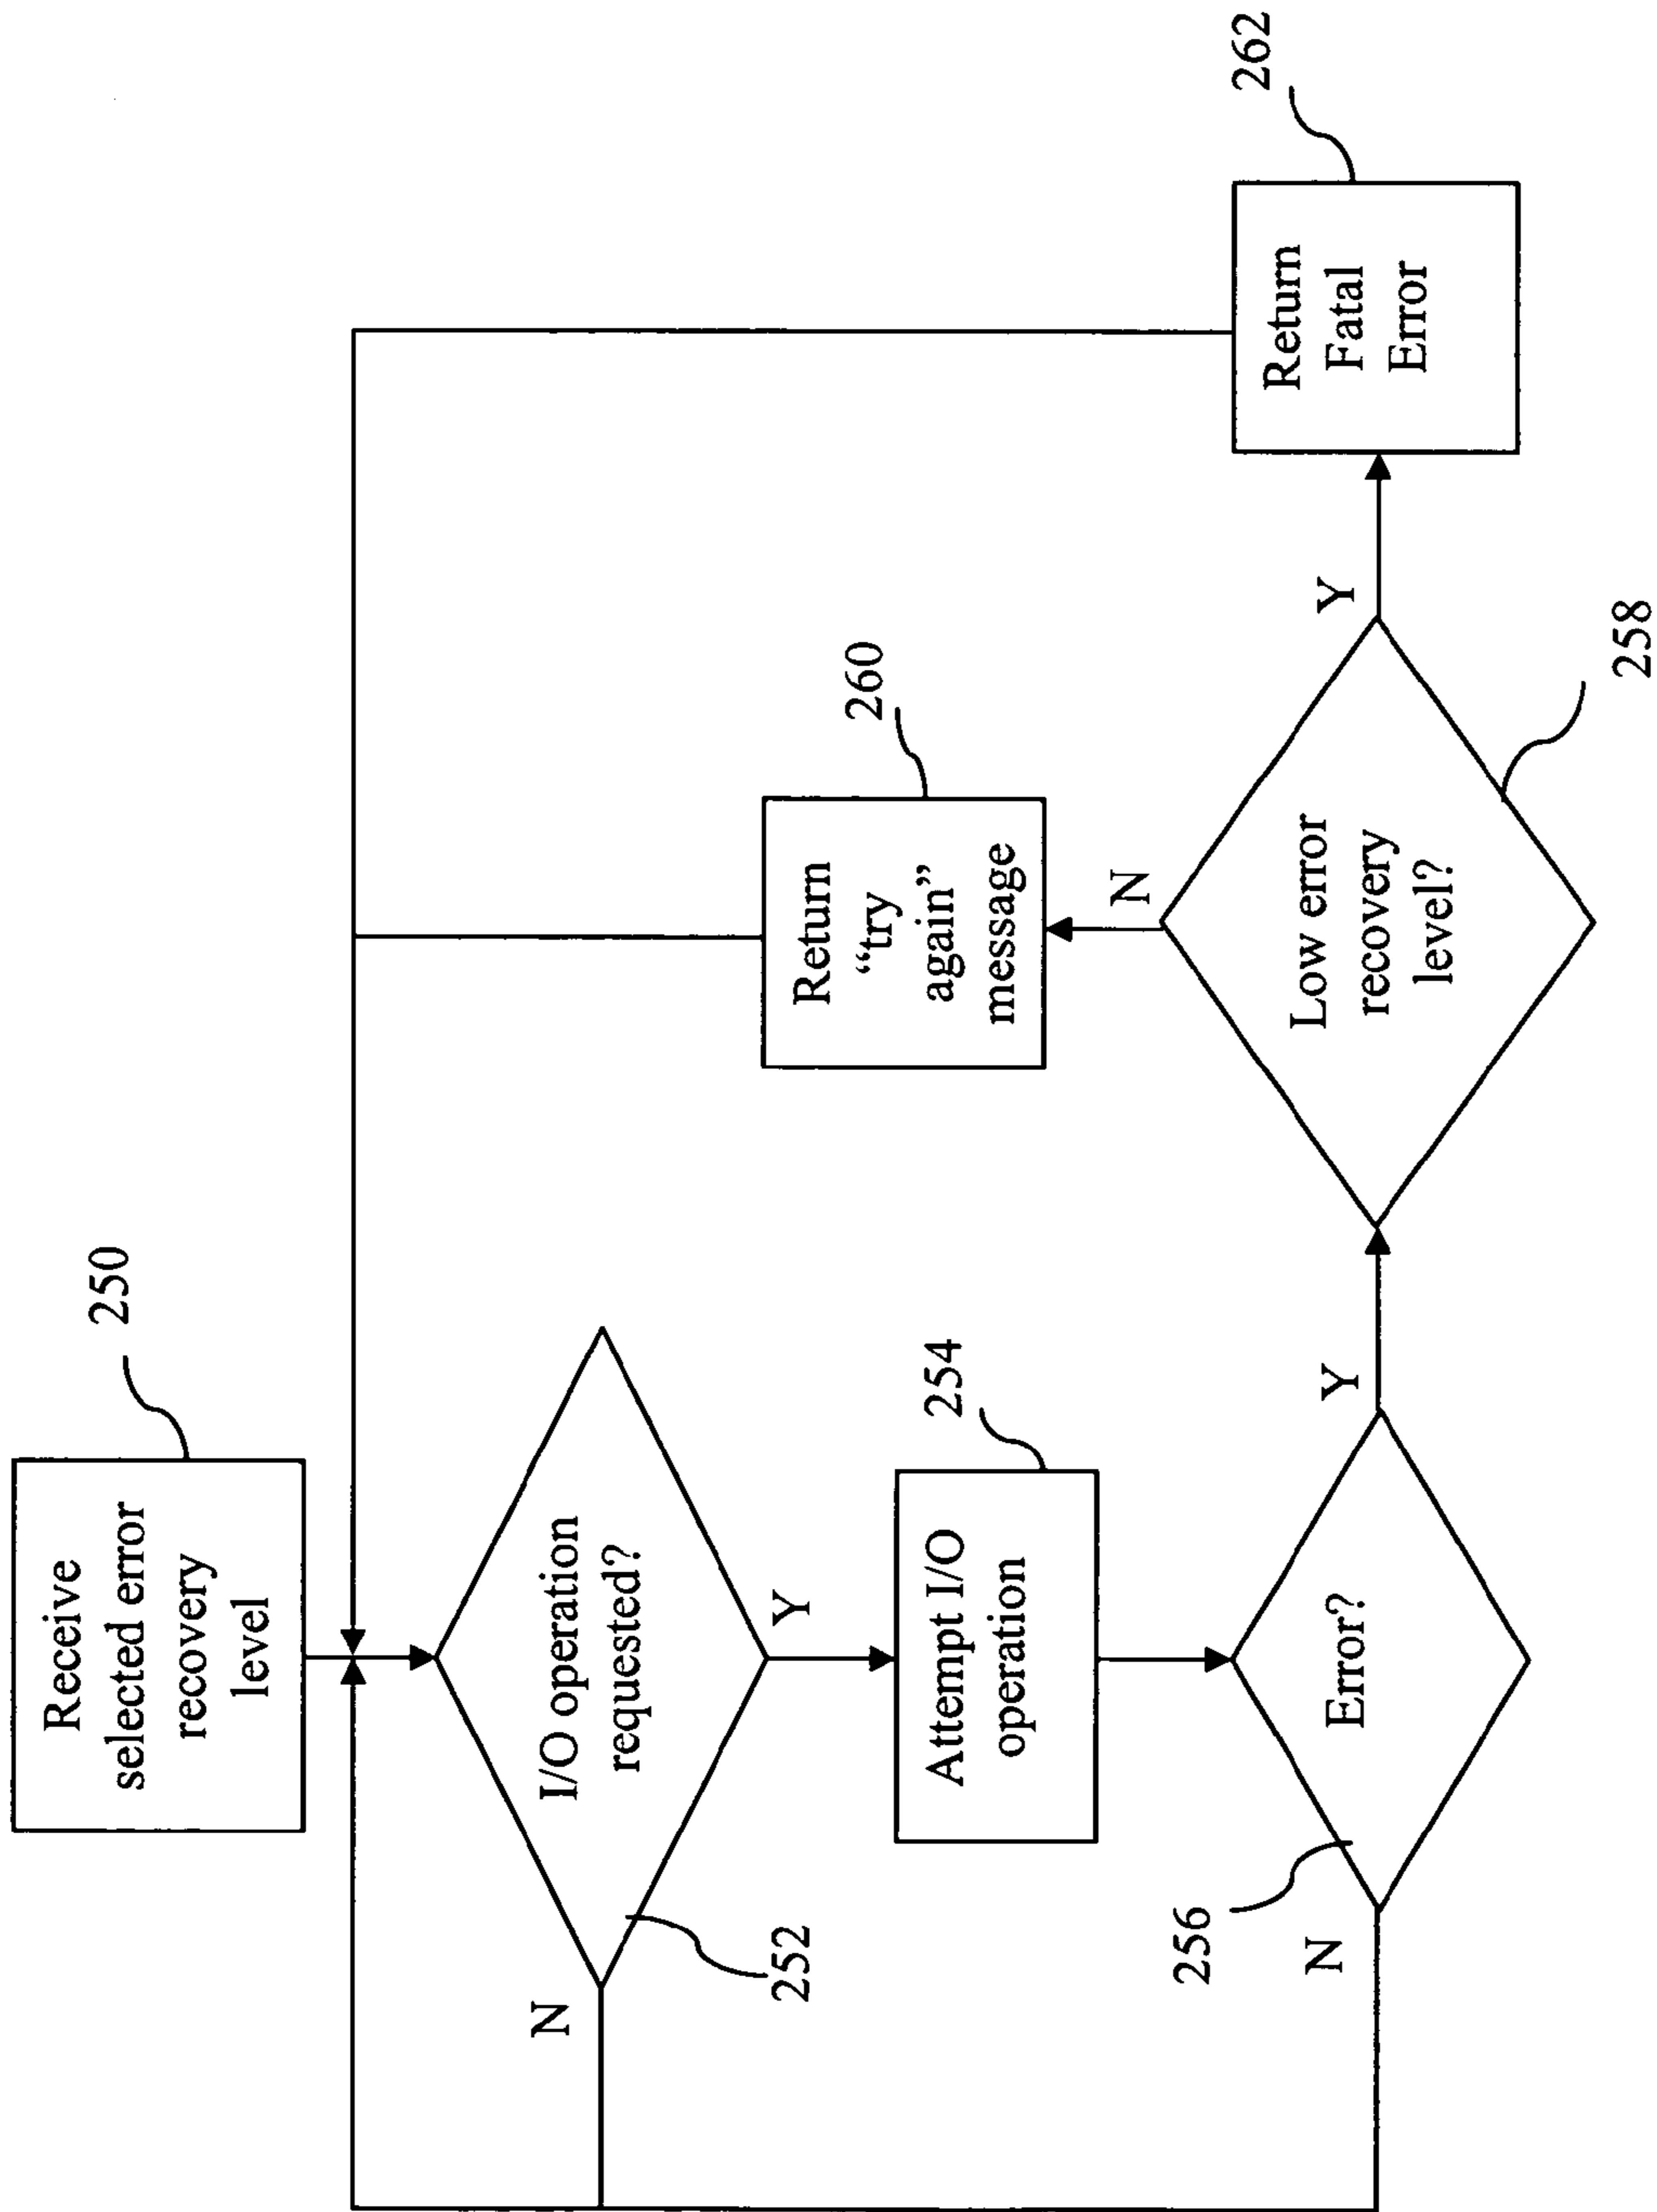 Receive
selected error
recovery
level
250
I/O operation
requested?
252
N
Y
Attempt I/O
operation
254
Error?
256
N
Y
Low error
recovery
level?
258
N
Y
Return
“try
again”
message
260
Return
Fatal
Error
262